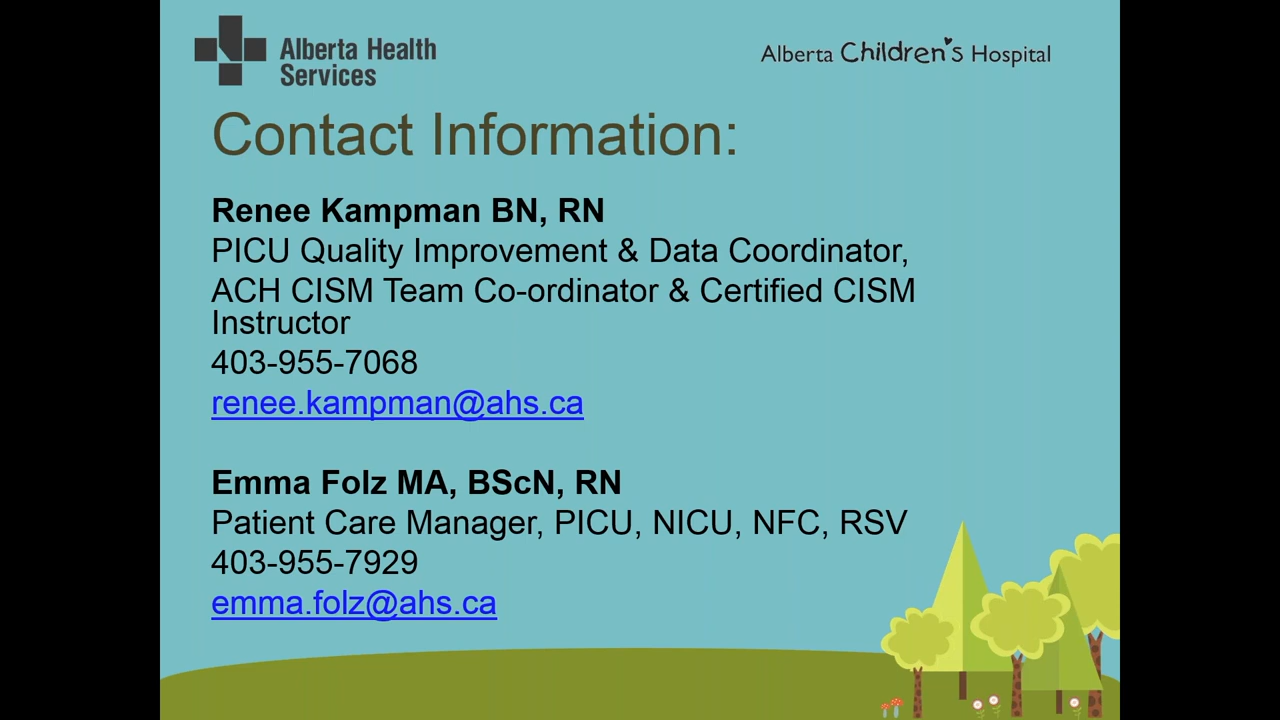 Alberta Health
Services
Alberta Children's Hospital
Contact Information:
Renee Kampman BN, RN
PICU Quality Improvement & Data Coordinator,
ACH CISM Team Co-ordinator & Certified CISM
Instructor
403-955-7068
renee.kampman@ahs.ca
Emma Folz MA, BScN, RN
Patient Care Manager, PICU, NICU, NFC, RSV
403-955-7929
emma.folz@ahs.ca